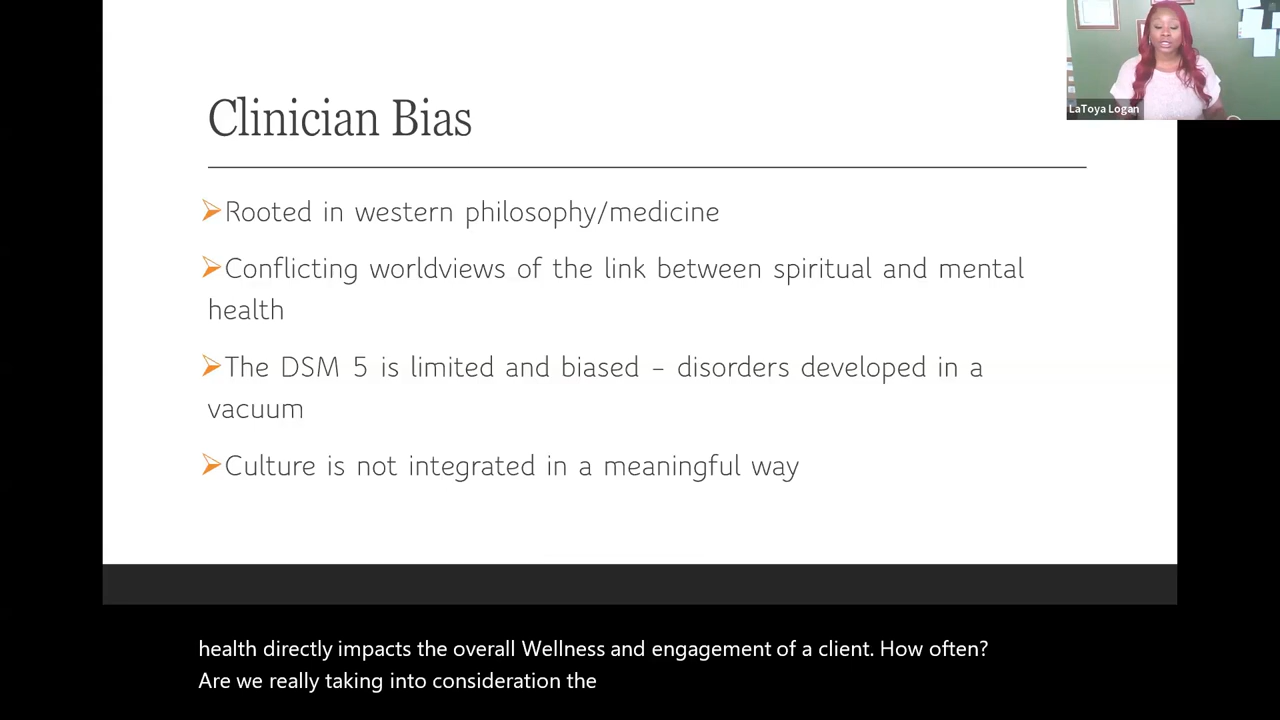 Clinician Bias
LaToya Logan
➢Rooted in western philosophy/medicine
➢Conflicting worldviews of the link between spiritual and mental
health
➢The DSM 5 is limited and biased – disorders developed in a
vacuum
➢Culture is not integrated in a meaningful way
health directly impacts the overall Wellness and engagement of a client. How often?
Are we really taking into consideration the